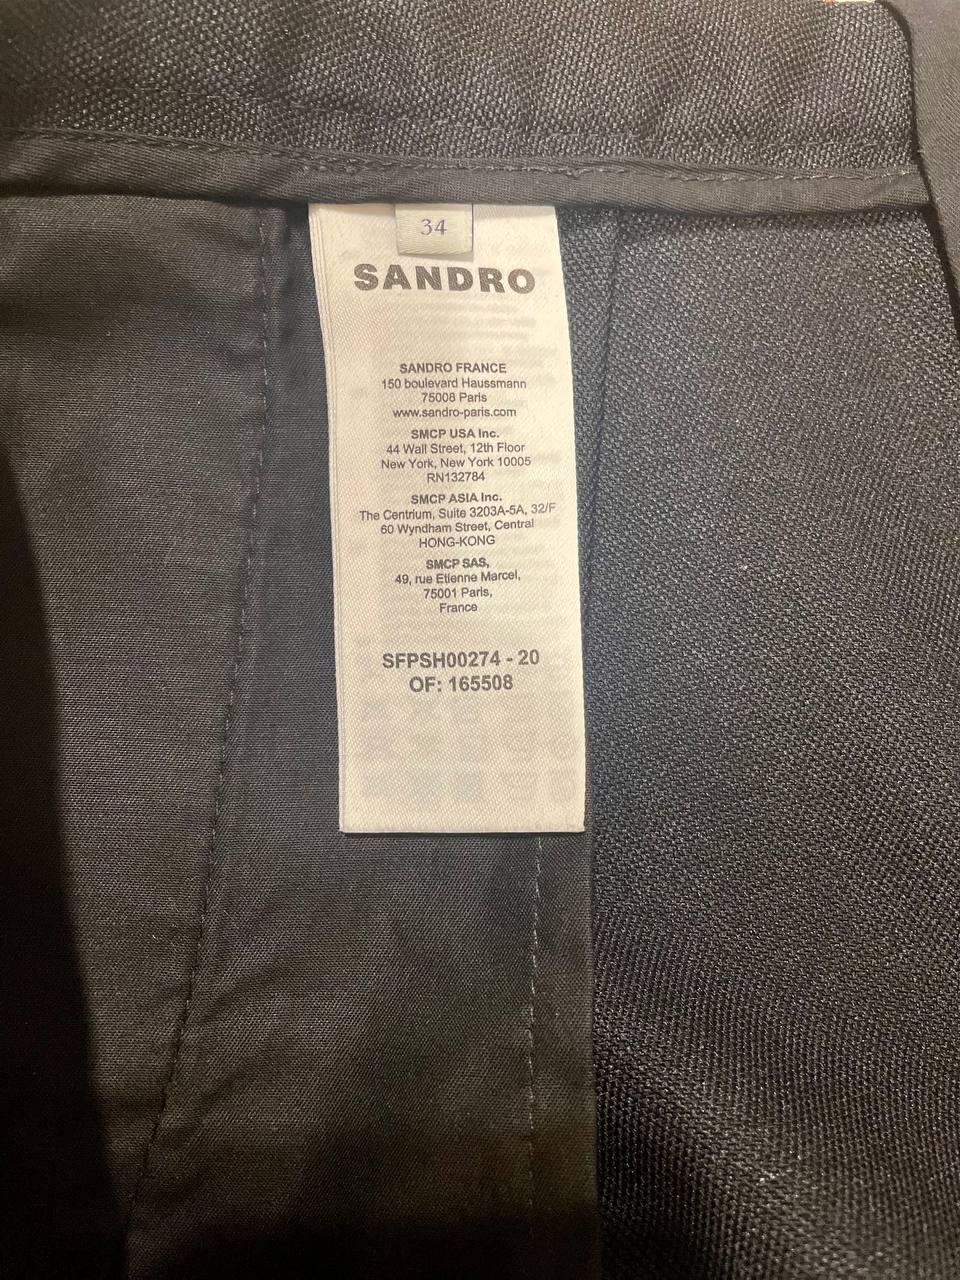 34
SANDRO
SANDRO FRANCE
150 boulevard Haussmann
75008 Paris
www.sandro-paris.com
SMCP USA Inc.
44 Wall Street, 12th Floor
New York, New York 10005
RN132784
SMCP ASIA Inc.
The Centrium, Suite 3203A-5A, 32/F
60 Wyndham Street, Central
HONG-KONG
SMCP SAS,
49, rue Etienne Marcel,
75001 Paris,
France
SFPSH00274 - 20
OF: 165508